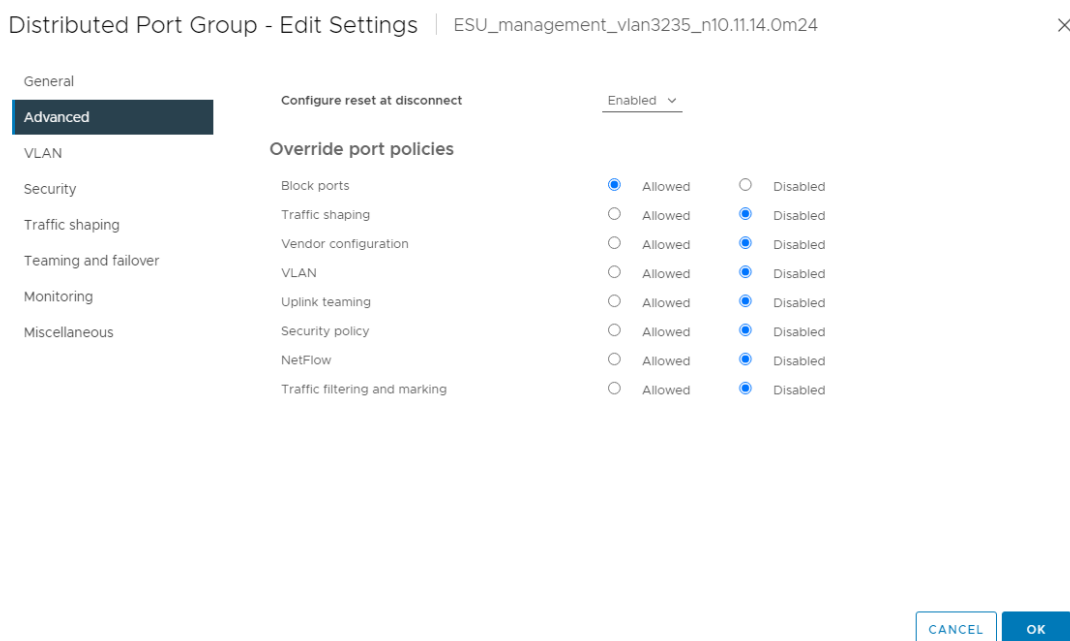 Distributed Port Group - Edit Settings ESU_management_vlan3235_n10.11.14.0m24
General
Advanced
VLAN
Security
Traffic shaping
Teaming and failover
Monitoring
Miscellaneous
Configure reset at disconnect Enabled
Override port policies
Block ports Allowed Disabled
Traffic shaping Allowed Disabled
Vendor configuration Allowed Disabled
VLAN Allowed Disabled
Uplink teaming Allowed Disabled
Security policy Allowed Disabled
NetFlow Allowed Disabled
Traffic filtering and marking Allowed Disabled
CANCEL OK